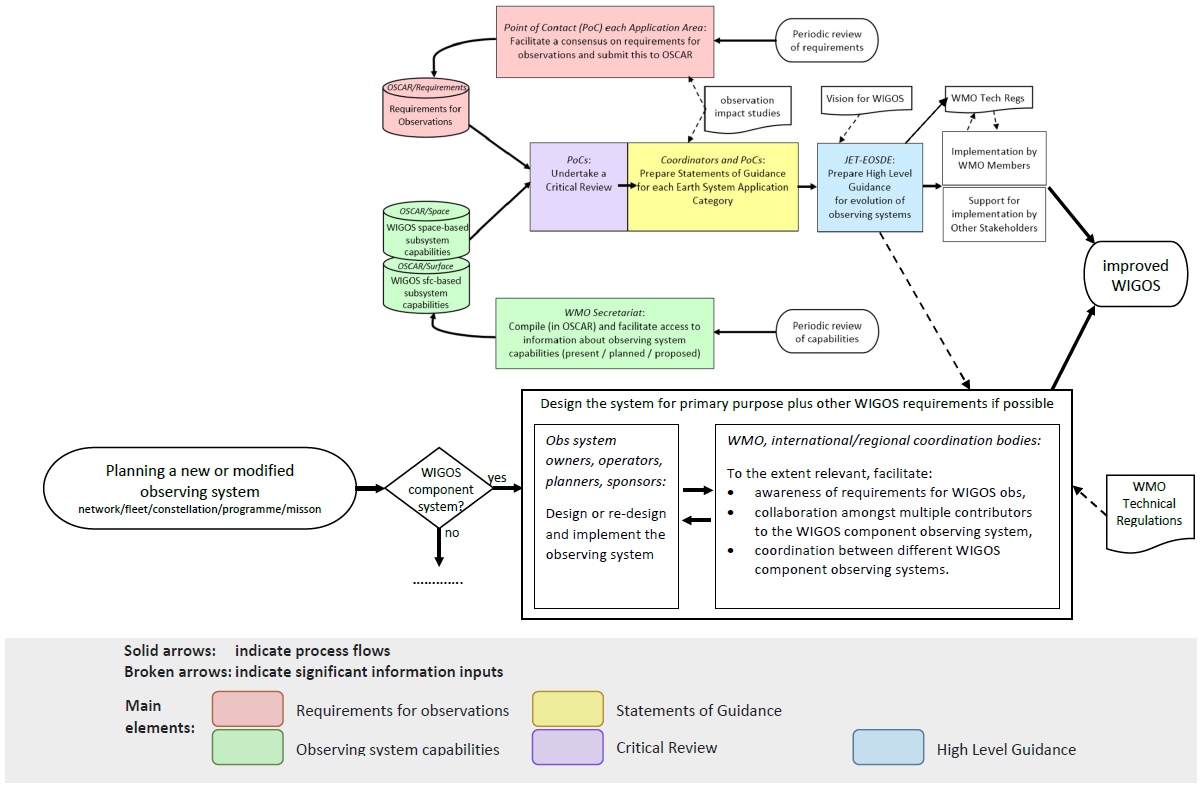 Point of Contact (PoC) each Application Area:
Facilitate a consensus on requirements for
observations and submit this to OSCAR
Periodic review
of requirements
OSCAR/Requirements
Requirements for
Observations
observation
impact studies
Vision for WIGOS
WMO Tech Regs
PoCs:
Undertake a
Critical Review
Coordinators and PoCs:
Prepare Statements of Guidance
for each Earth System Application
Category
JET-EOSDE:
Prepare High Level
Guidance
for evolution of
observing systems
Implementation by
WMO Members
Support for
implementation by
Other Stakeholders
OSCAR/Space
WIGOS space-based
subsystem
capabilities
OSCAR/Surface
WIGOS sfc-based
subsystem
capabilities
improved
WIGOS
WMO Secretariat:
Compile (in OSCAR) and facilitate access to
information about observing system
capabilities (present / planned / proposed)
Periodic review
of capabilities
Design the system for primary purpose plus other WIGOS requirements if possible
Planning a new or modified
observing system
network/fleet/constellation/programme/misson
WIGOS
component
system?
yes
no
.............
Obs system
owners, operators,
planners, sponsors:
Design or re-design
and implement the
observing system
WMO, international/regional coordination bodies:
To the extent relevant, facilitate:
• awareness of requirements for WIGOS obs,
• collaboration amongst multiple contributors
to the WIGOS component observing system,
• coordination between different WIGOS
component observing systems.
WMO
Technical
Regulations
Solid arrows: indicate process flows
Broken arrows: indicate significant information inputs
Main
elements:
Requirements for observations
Statements of Guidance
Observing system capabilities
Critical Review
High Level Guidance